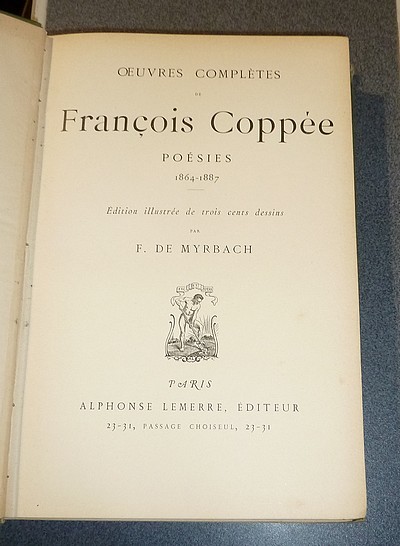 ŒUVRES COMPLÈTES
DE
François Coppée
POÉSIES
1864-1887
Edition illustrée de trois cents dessins
PAR
F. DE MYRBACH
PARIS
ALPHONSE LEMERRE, ÉDITEUR
23-31, PASSAGE CHOISEUL, 23-31